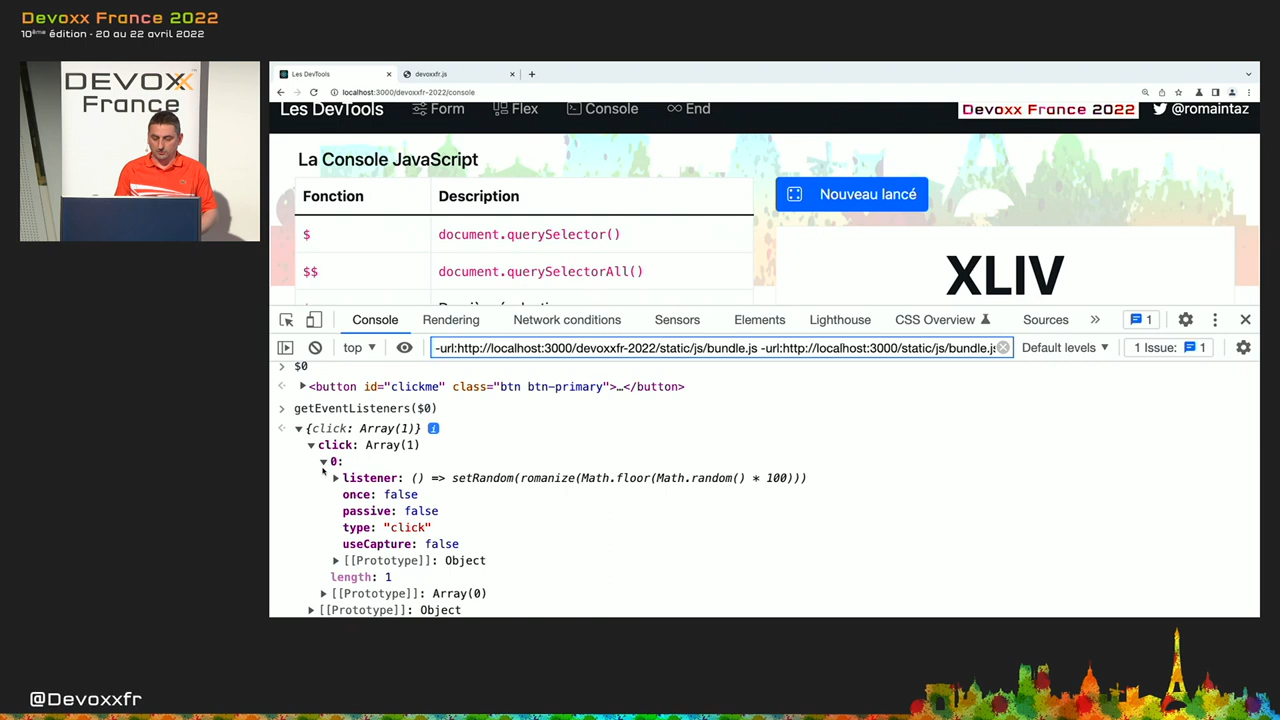 Devoxx France 2022
10ème édition - 20 au 22 avril 2022
DEVOXX
France
Les DevTools
devoxxfr.js
localhost:3000/devoxxfr-2022/console
Les DevTools Form Flex Console End Devoxx France 2022 @romaintaz
La Console JavaScript
Nouveau lancé
Fonction Description
$ document.querySelector()
$$ document.querySelectorAll()
XLIV
Console Rendering Network conditions Sensors Elements Lighthouse CSS Overview Sources » 1
top -url:http://localhost:3000/devoxxfr-2022/static/js/bundle.js -url:http://localhost:3000/static/js/bundle.js Default levels 1 Issue: 1
$0
<button id="clickme" class="btn btn-primary">…</button>
getEventListeners($0)
{click: Array(1)}
click: Array(1)
0:
listener: () => setRandom(romanize(Math.floor(Math.random() * 100)))
once: false
passive: false
type: "click"
useCapture: false
[[Prototype]]: Object
length: 1
[[Prototype]]: Array(0)
[[Prototype]]: Object
@Devoxxfr